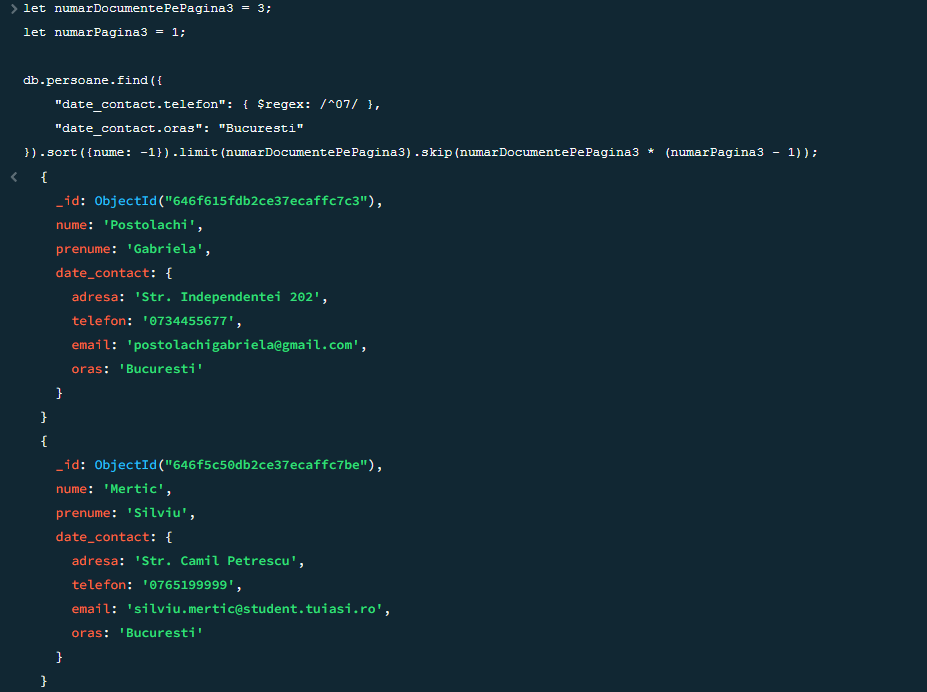 let numarDocumentePePagina3 = 3;
let numarPagina3 = 1;
db.persoane.find({
"date_contact.telefon": { $regex: /^07/ },
"date_contact.oras": "Bucuresti"
}).sort({nume: -1}).limit(numarDocumentePePagina3).skip(numarDocumentePePagina3 * (numarPagina3 - 1));
{
_id: ObjectId("646f615fdb2ce37ecaffc7c3"),
nume: 'Postolachi',
prenume: 'Gabriela',
date_contact: {
adresa: 'Str. Independentei 202',
telefon: '0734455677',
email: 'postolachigabriela@gmail.com',
oras: 'Bucuresti'
}
}
{
_id: ObjectId("646f5c50db2ce37ecaffc7be"),
nume: 'Mertic',
prenume: 'Silviu',
date_contact: {
adresa: 'Str. Camil Petrescu',
telefon: '0765199999',
email: 'silviu.mertic@student.tuiasi.ro',
oras: 'Bucuresti'
}
}